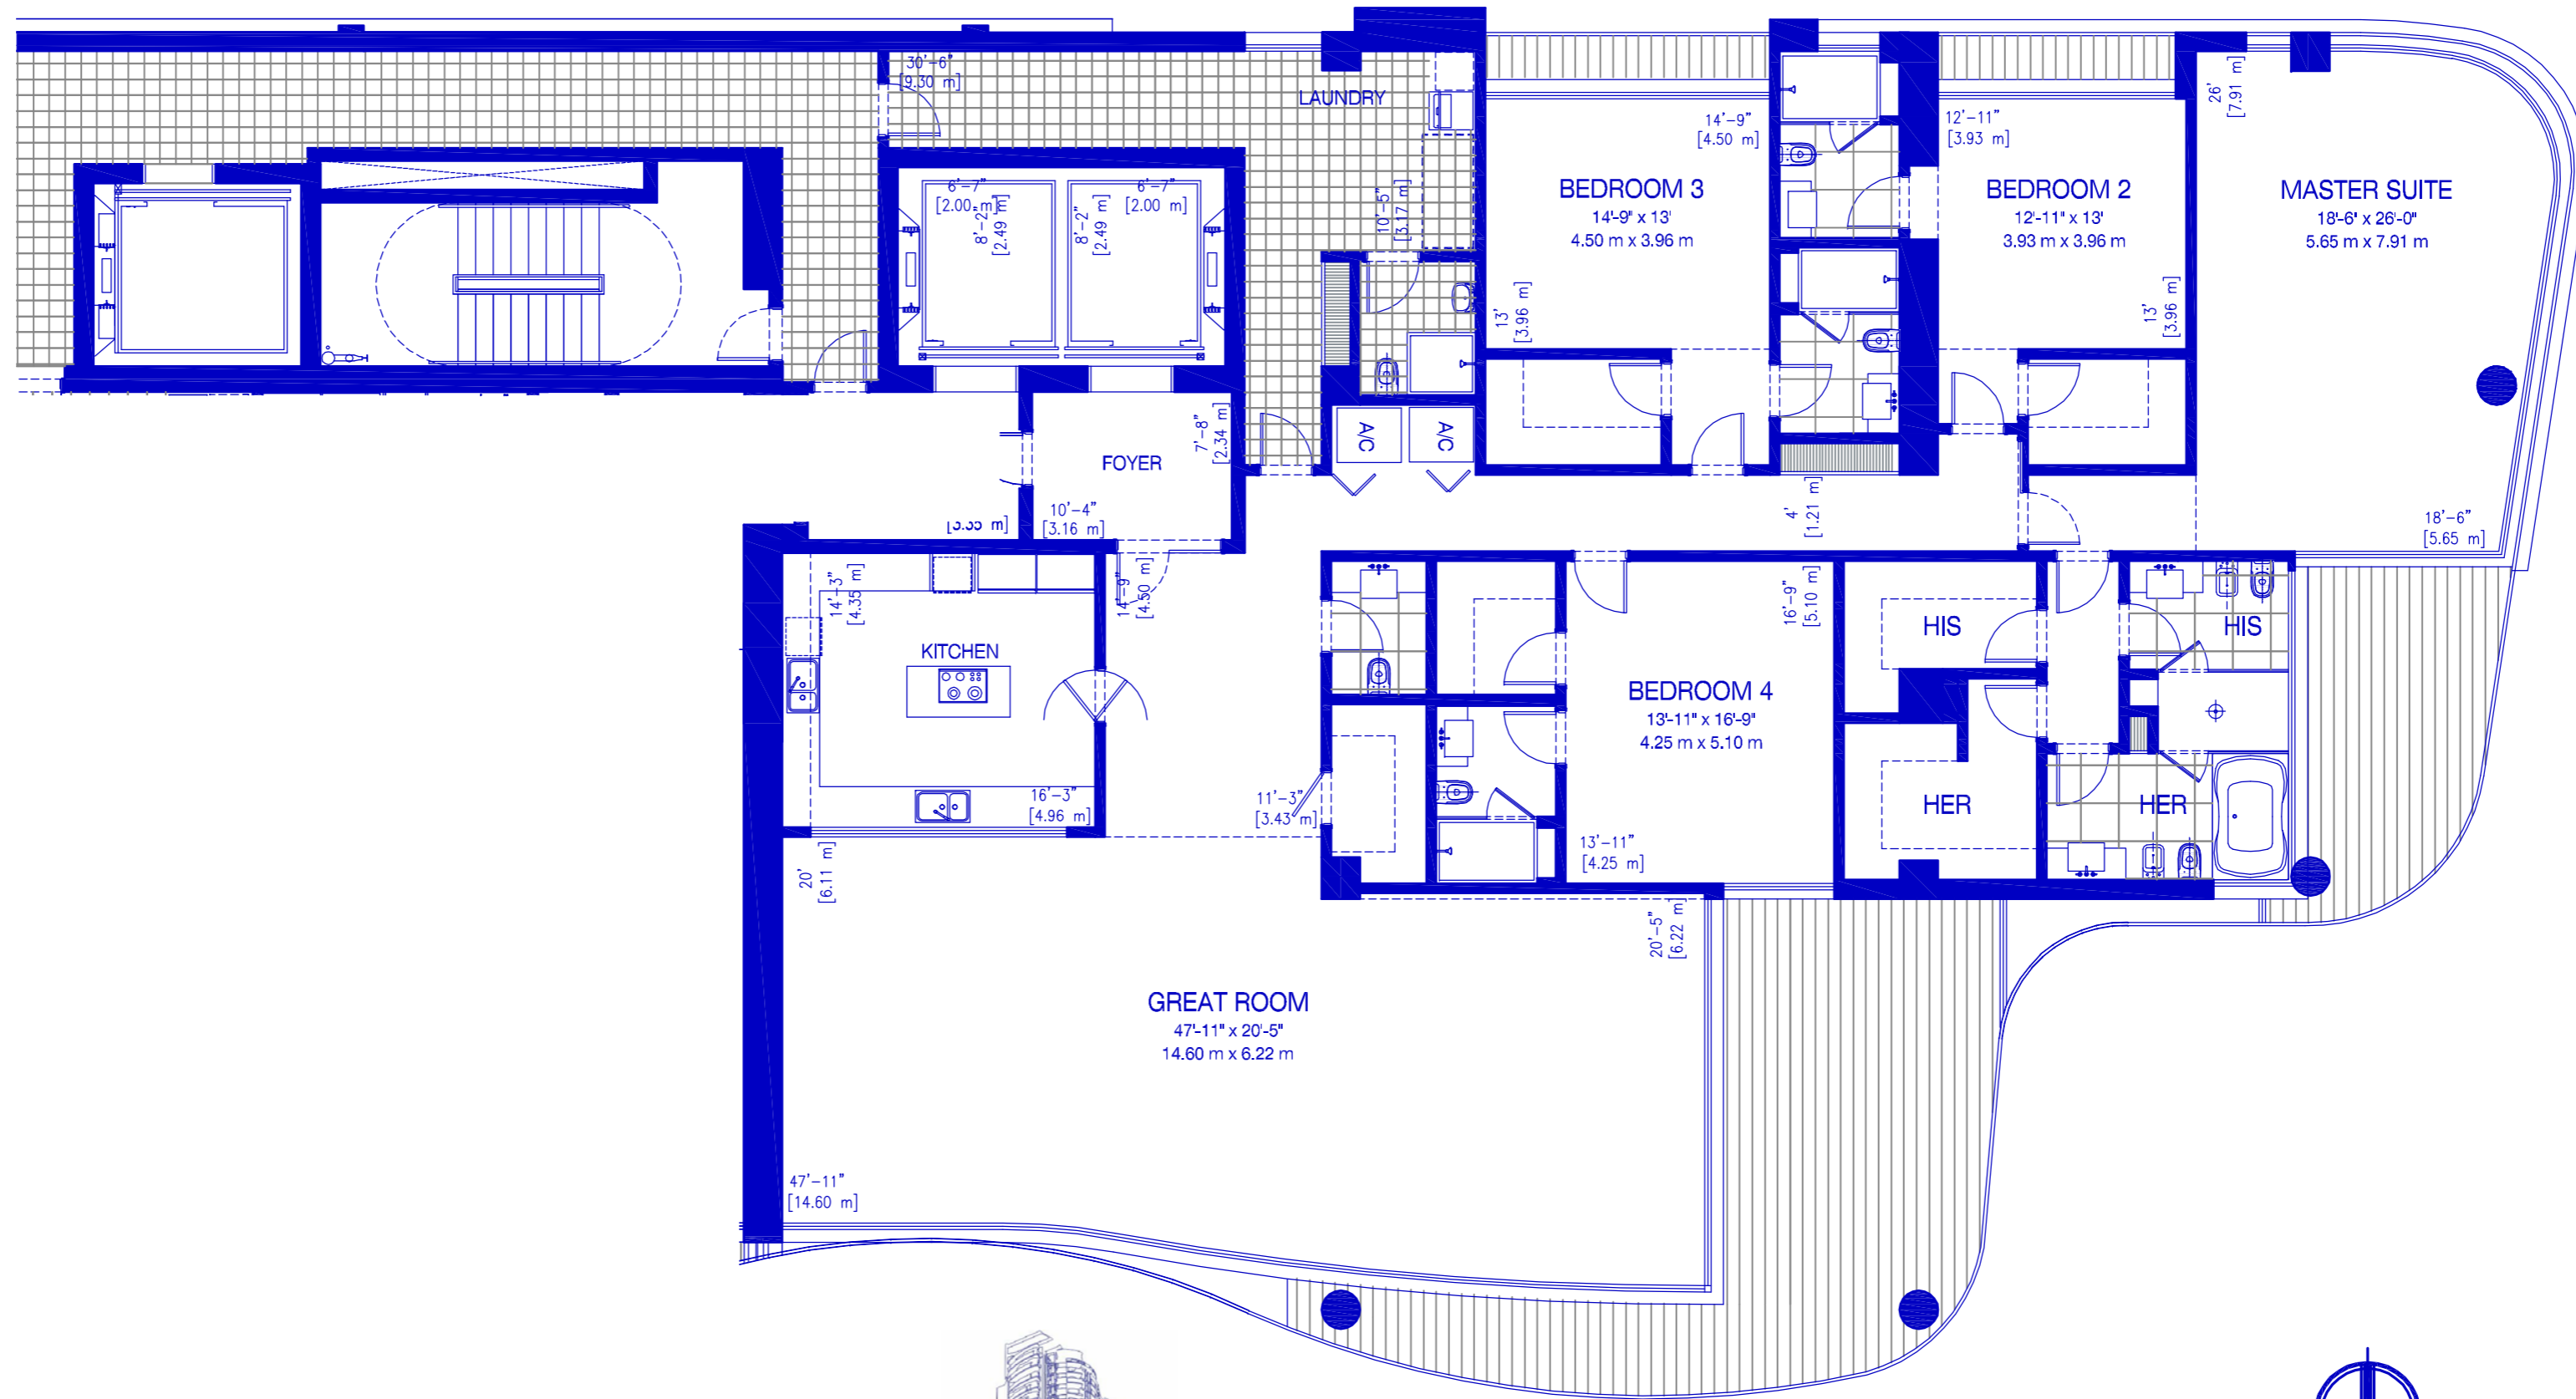 30'-6"
[9.30 m]
LAUNDRY
14'-9"
[4.50 m]
12'-11"
[3.93 m]
26'
[7.91 m]
6'-7"
[2.00 m]
8'-2"
[2.49 m]
6'-7"
[2.00 m]
8'-2"
[2.49 m]
10'-5"
[3.17 m]
BEDROOM 3
14'-9" x 13'
4.50 m x 3.96 m
BEDROOM 2
12'-11" x 13'
3.93 m x 3.96 m
MASTER SUITE
18'-6" x 26'-0"
5.65 m x 7.91 m
13'
[3.96 m]
13'
[3.96 m]
7'-8"
[2.34 m]
A/C
A/C
FOYER
10'-4"
[3.16 m]
[3.35 m]
4'
[1.21 m]
18'-6"
[5.65 m]
14'-3"
[4.35 m]
14'-9"
[4.50 m]
16'-9"
[5.10 m]
KITCHEN
HIS
HIS
BEDROOM 4
13'-11" x 16'-9"
4.25 m x 5.10 m
16'-3"
[4.96 m]
11'-3"
[3.43 m]
HER
HER
13'-11"
[4.25 m]
20'
[6.11 m]
20'-5"
[6.22 m]
GREAT ROOM
47'-11" x 20'-5"
14.60 m x 6.22 m
47'-11"
[14.60 m]